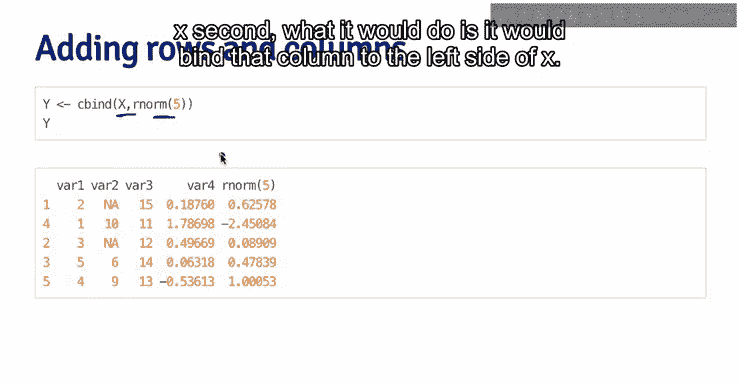 x second, what it would do is it would
bind that column to the left side of x.
Adding rows and columns
Y <- cbind(X,rnorm(5))
Y
var1 var2 var3 var4 rnorm(5)
1 2 NA 15 0.18760 0.62578
4 1 10 11 1.78698 -2.45084
2 3 NA 12 0.49669 0.08909
3 5 6 14 0.06318 0.47839
5 4 9 13 -0.53613 1.00053